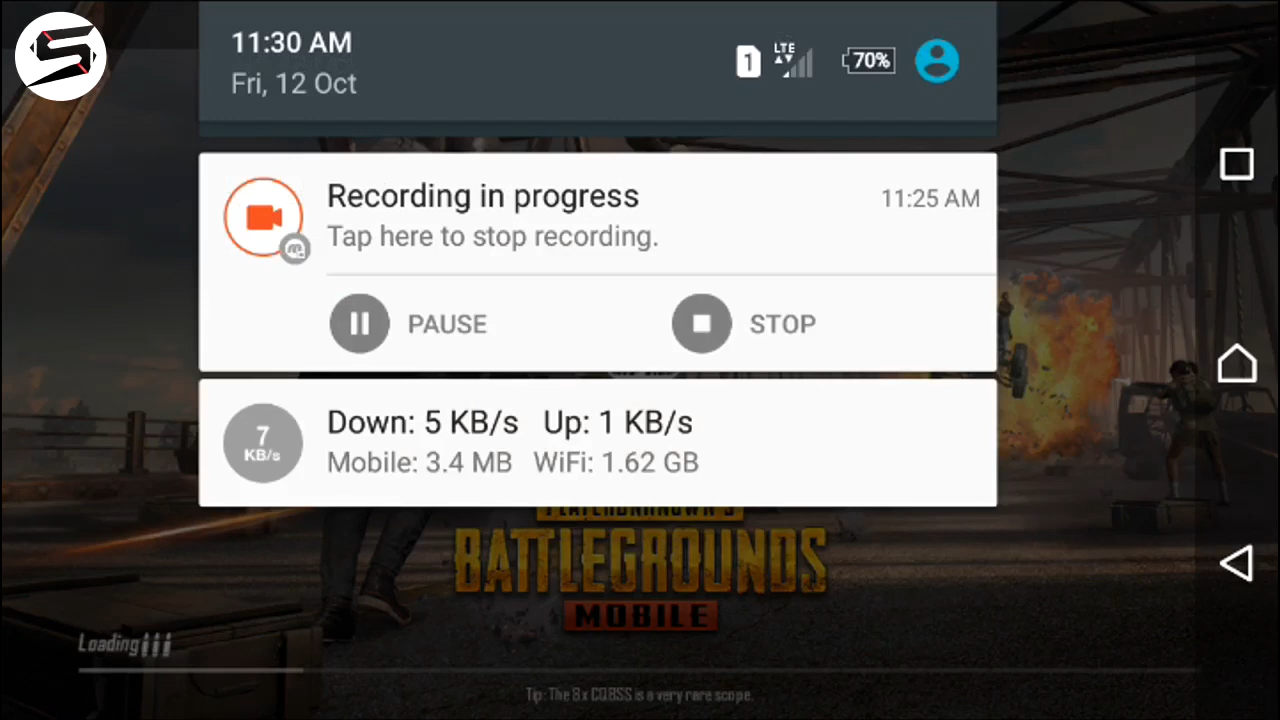 11:30 AM
Fri, 12 Oct
1
LTE
70%
Recording in progress
11:25 AM
Tap here to stop recording.
PAUSE
STOP
7
KB/s
Down: 5 KB/s Up: 1 KB/s
Mobile: 3.4 MB WiFi: 1.62 GB
PLAYERUNKNOWN'S
BATTLEGROUNDS
MOBILE
Loading
Tip: The 8x CQBSS is a very rare scope.